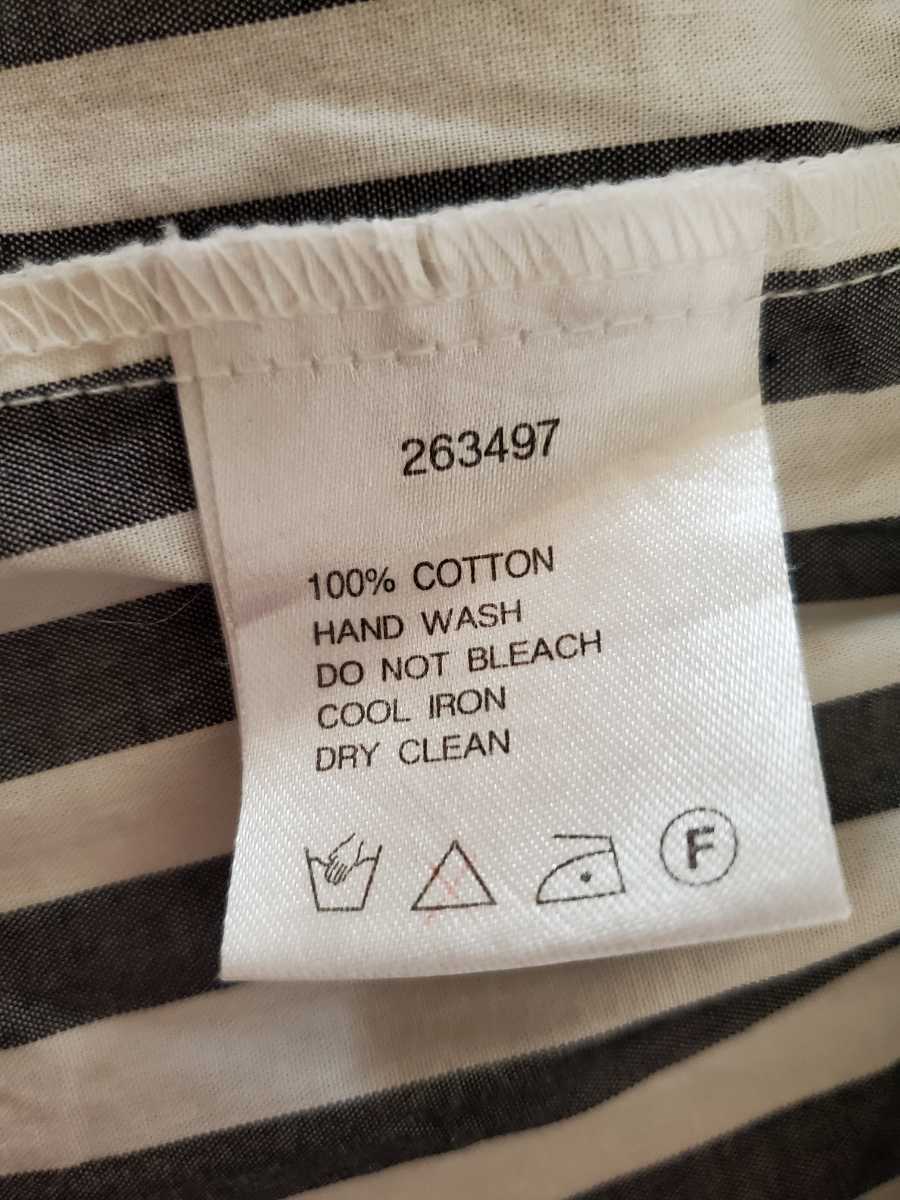 263497
100% COTTON
HAND WASH
DO NOT BLEACH
COOL IRON
DRY CLEAN
F